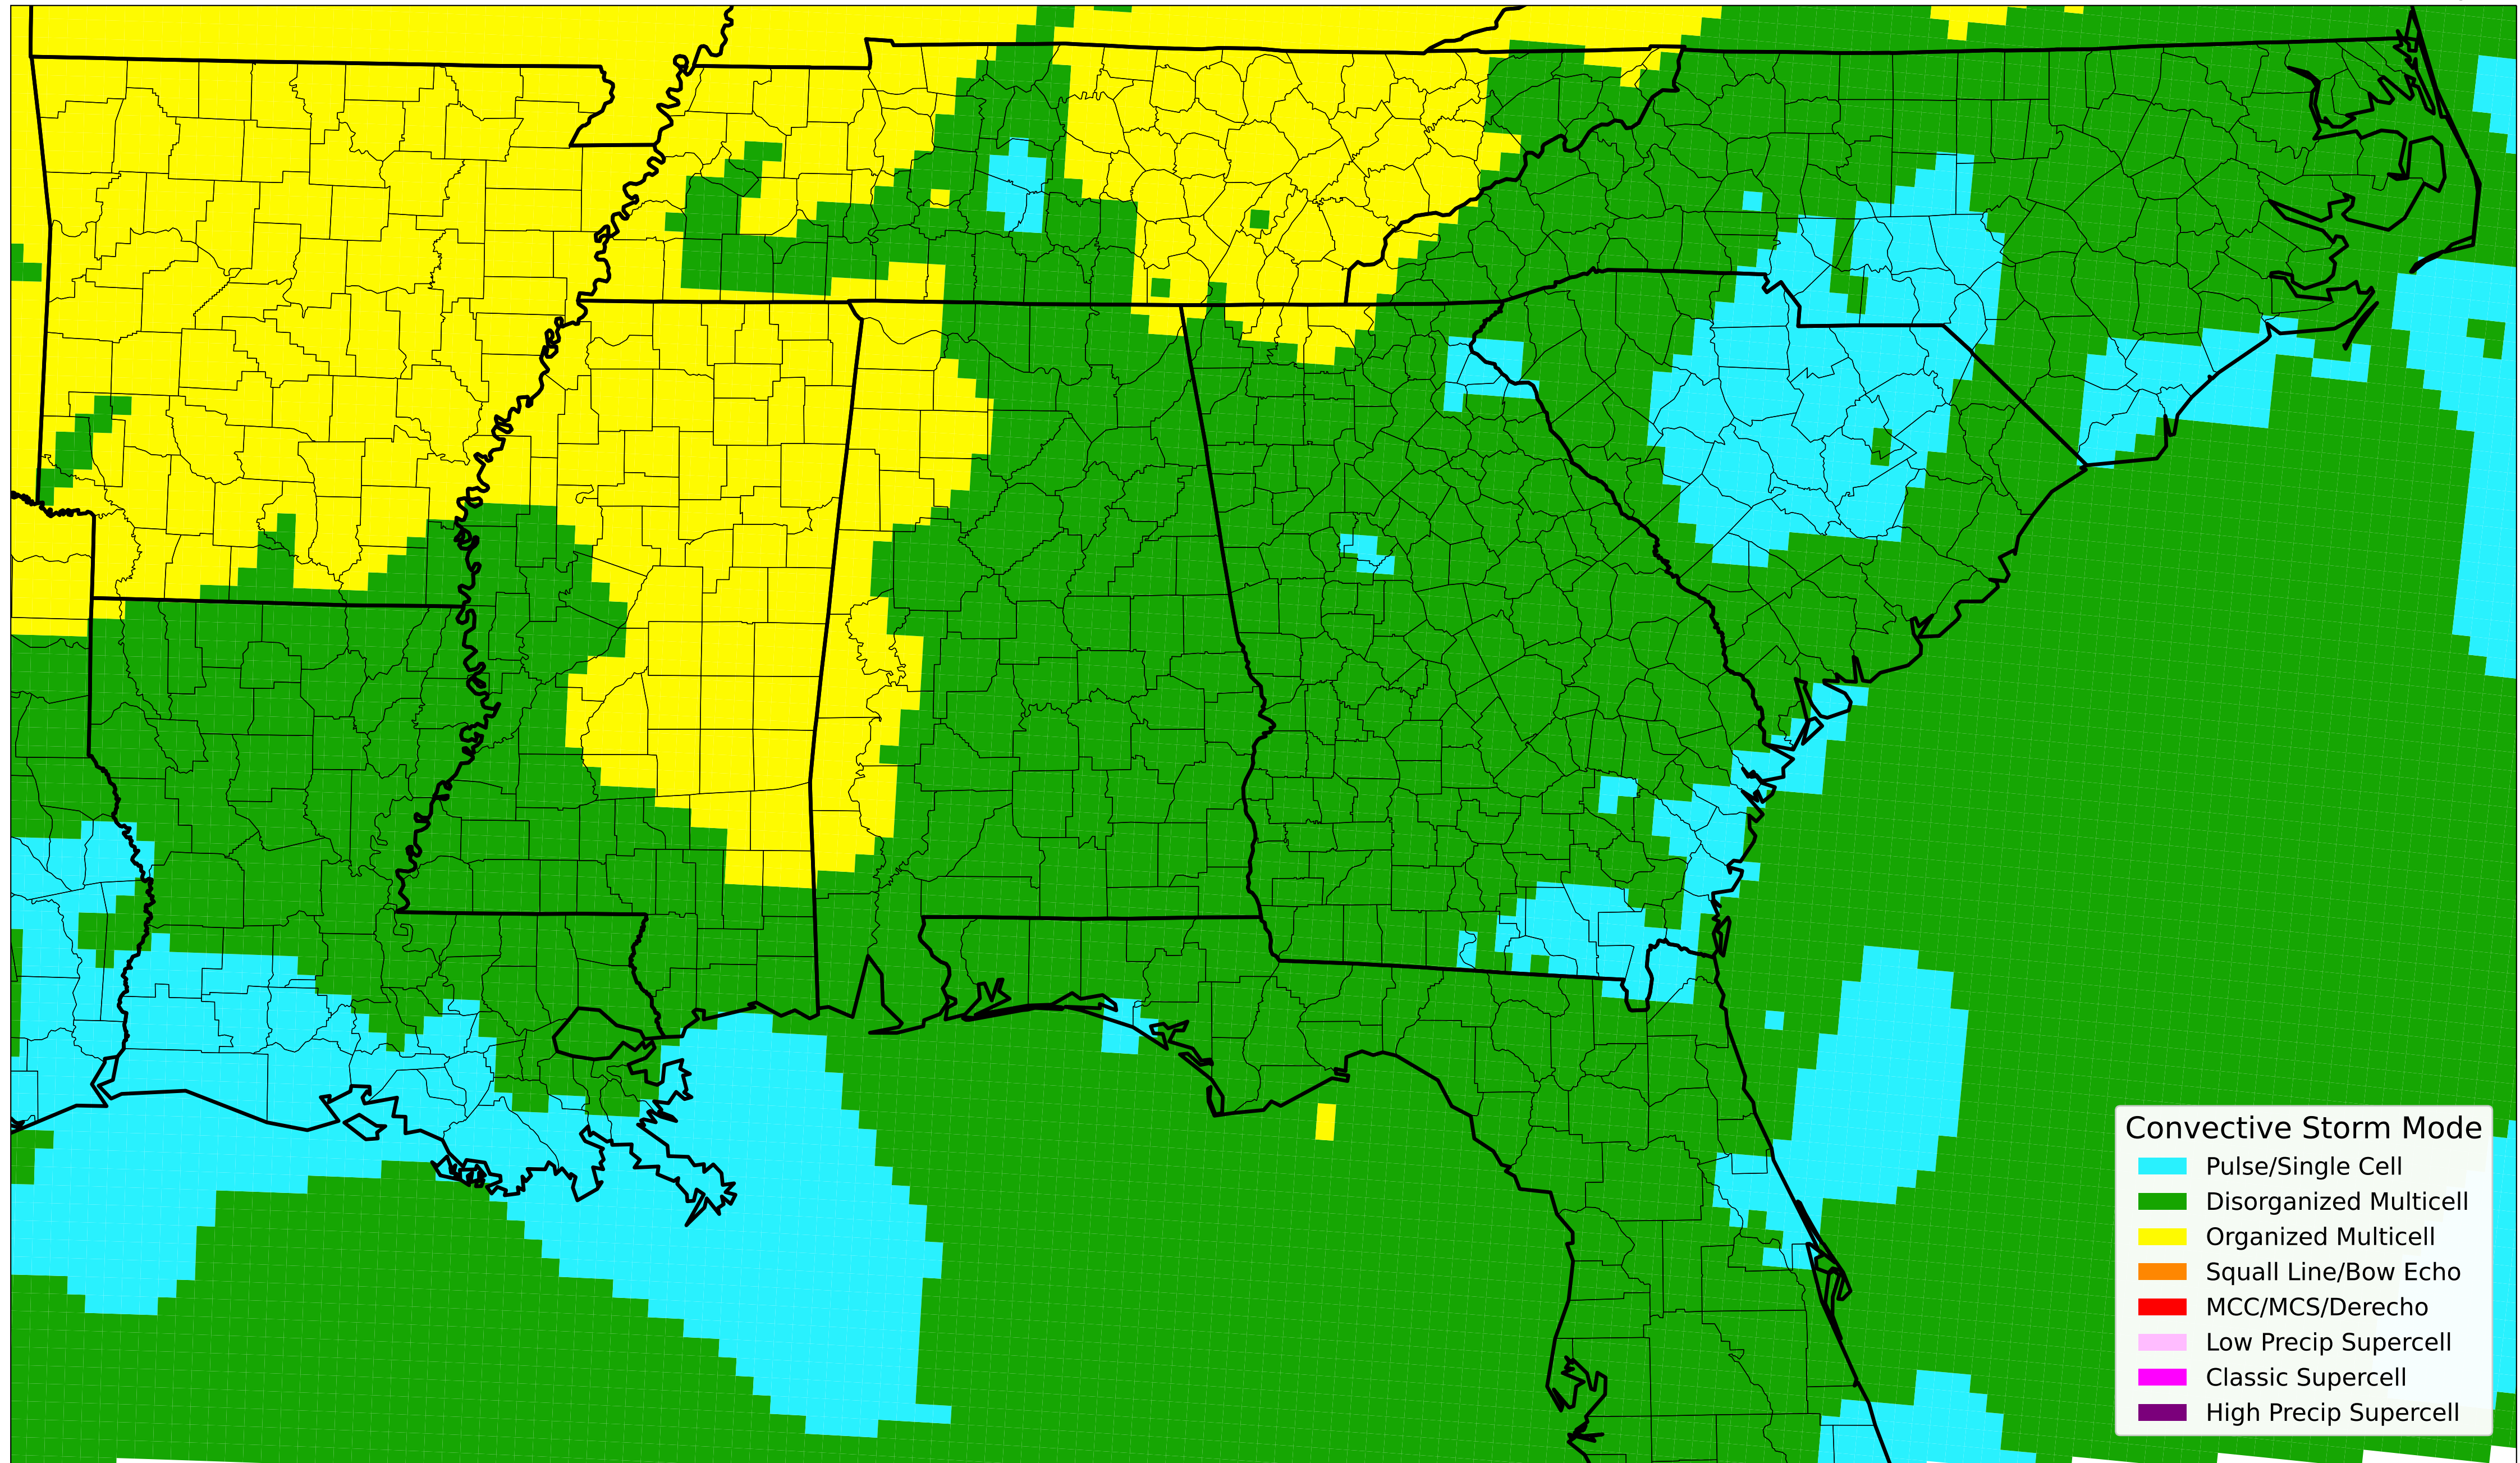 Convective Storm Mode
Pulse/Single Cell
Disorganized Multicell
Organized Multicell
Squall Line/Bow Echo
MCC/MCS/Derecho
Low Precip Supercell
Classic Supercell
High Precip Supercell